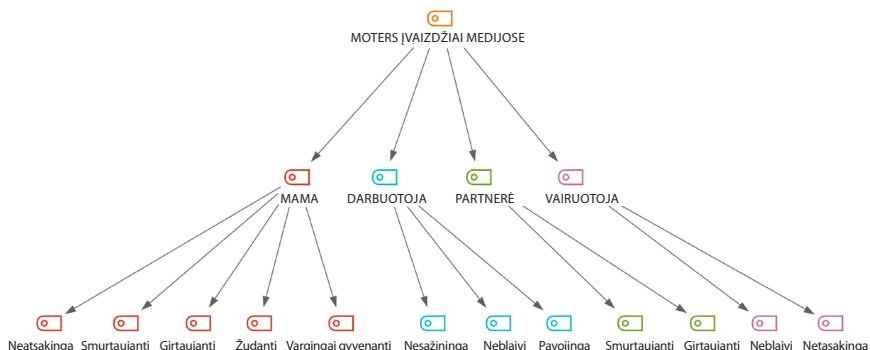 MOTERS ĮVAIZDŽIAI MEDIJOSE
MAMA DARBUOTOJA PARTNERĖ VAIRUOTOJA
Neatsakinga Smurtaujanti Girtaujanti Žudanti Vargingai gyvenanti Nesąžininga Neblaivi Pavojinga Smurtaujanti Girtaujanti Neblaivi Netasakinga